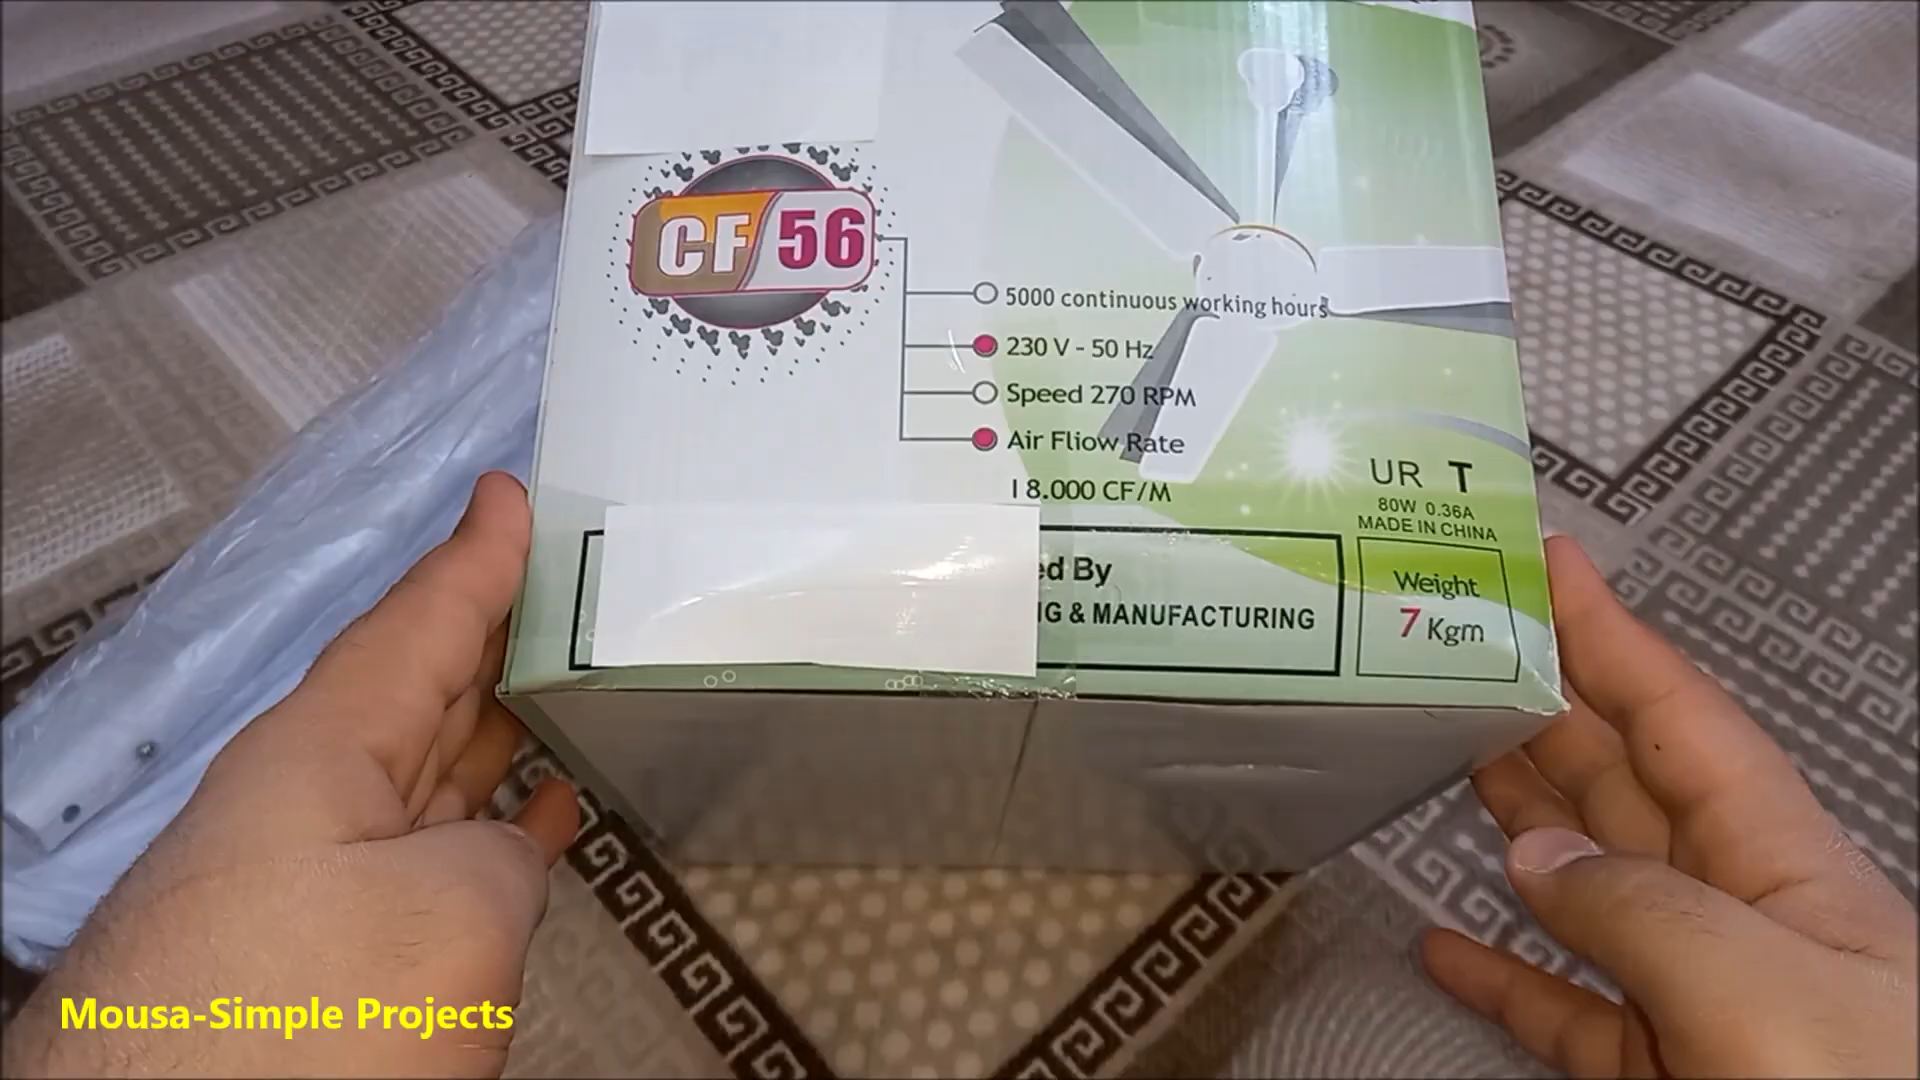 CF 56
5000 continuous working hours
230 V - 50 Hz
Speed 270 RPM
Air Fliow Rate
18.000 CF/M
UR T
80W 0.36A
MADE IN CHINA
ed By
G & MANUFACTURING
Weight
7 Kgm
Mousa-Simple Projects